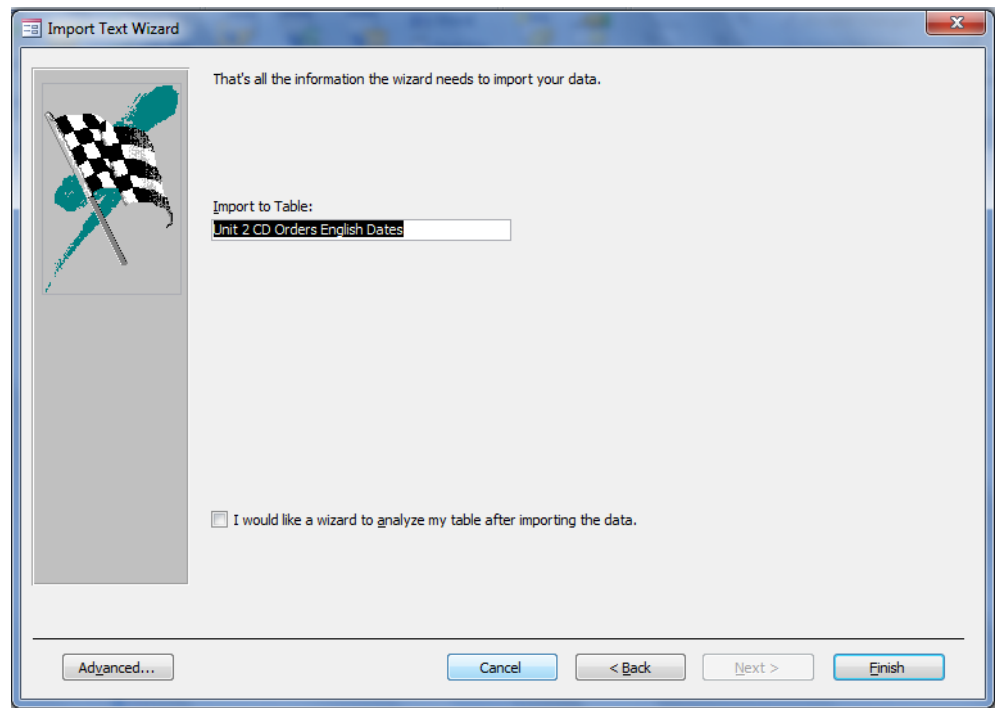 Import Text Wizard
That's all the information the wizard needs to import your data.
Import to Table:
Unit 2 CD Orders English Dates
I would like a wizard to analyze my table after importing the data.
Advanced... Cancel < Back Next > Finish